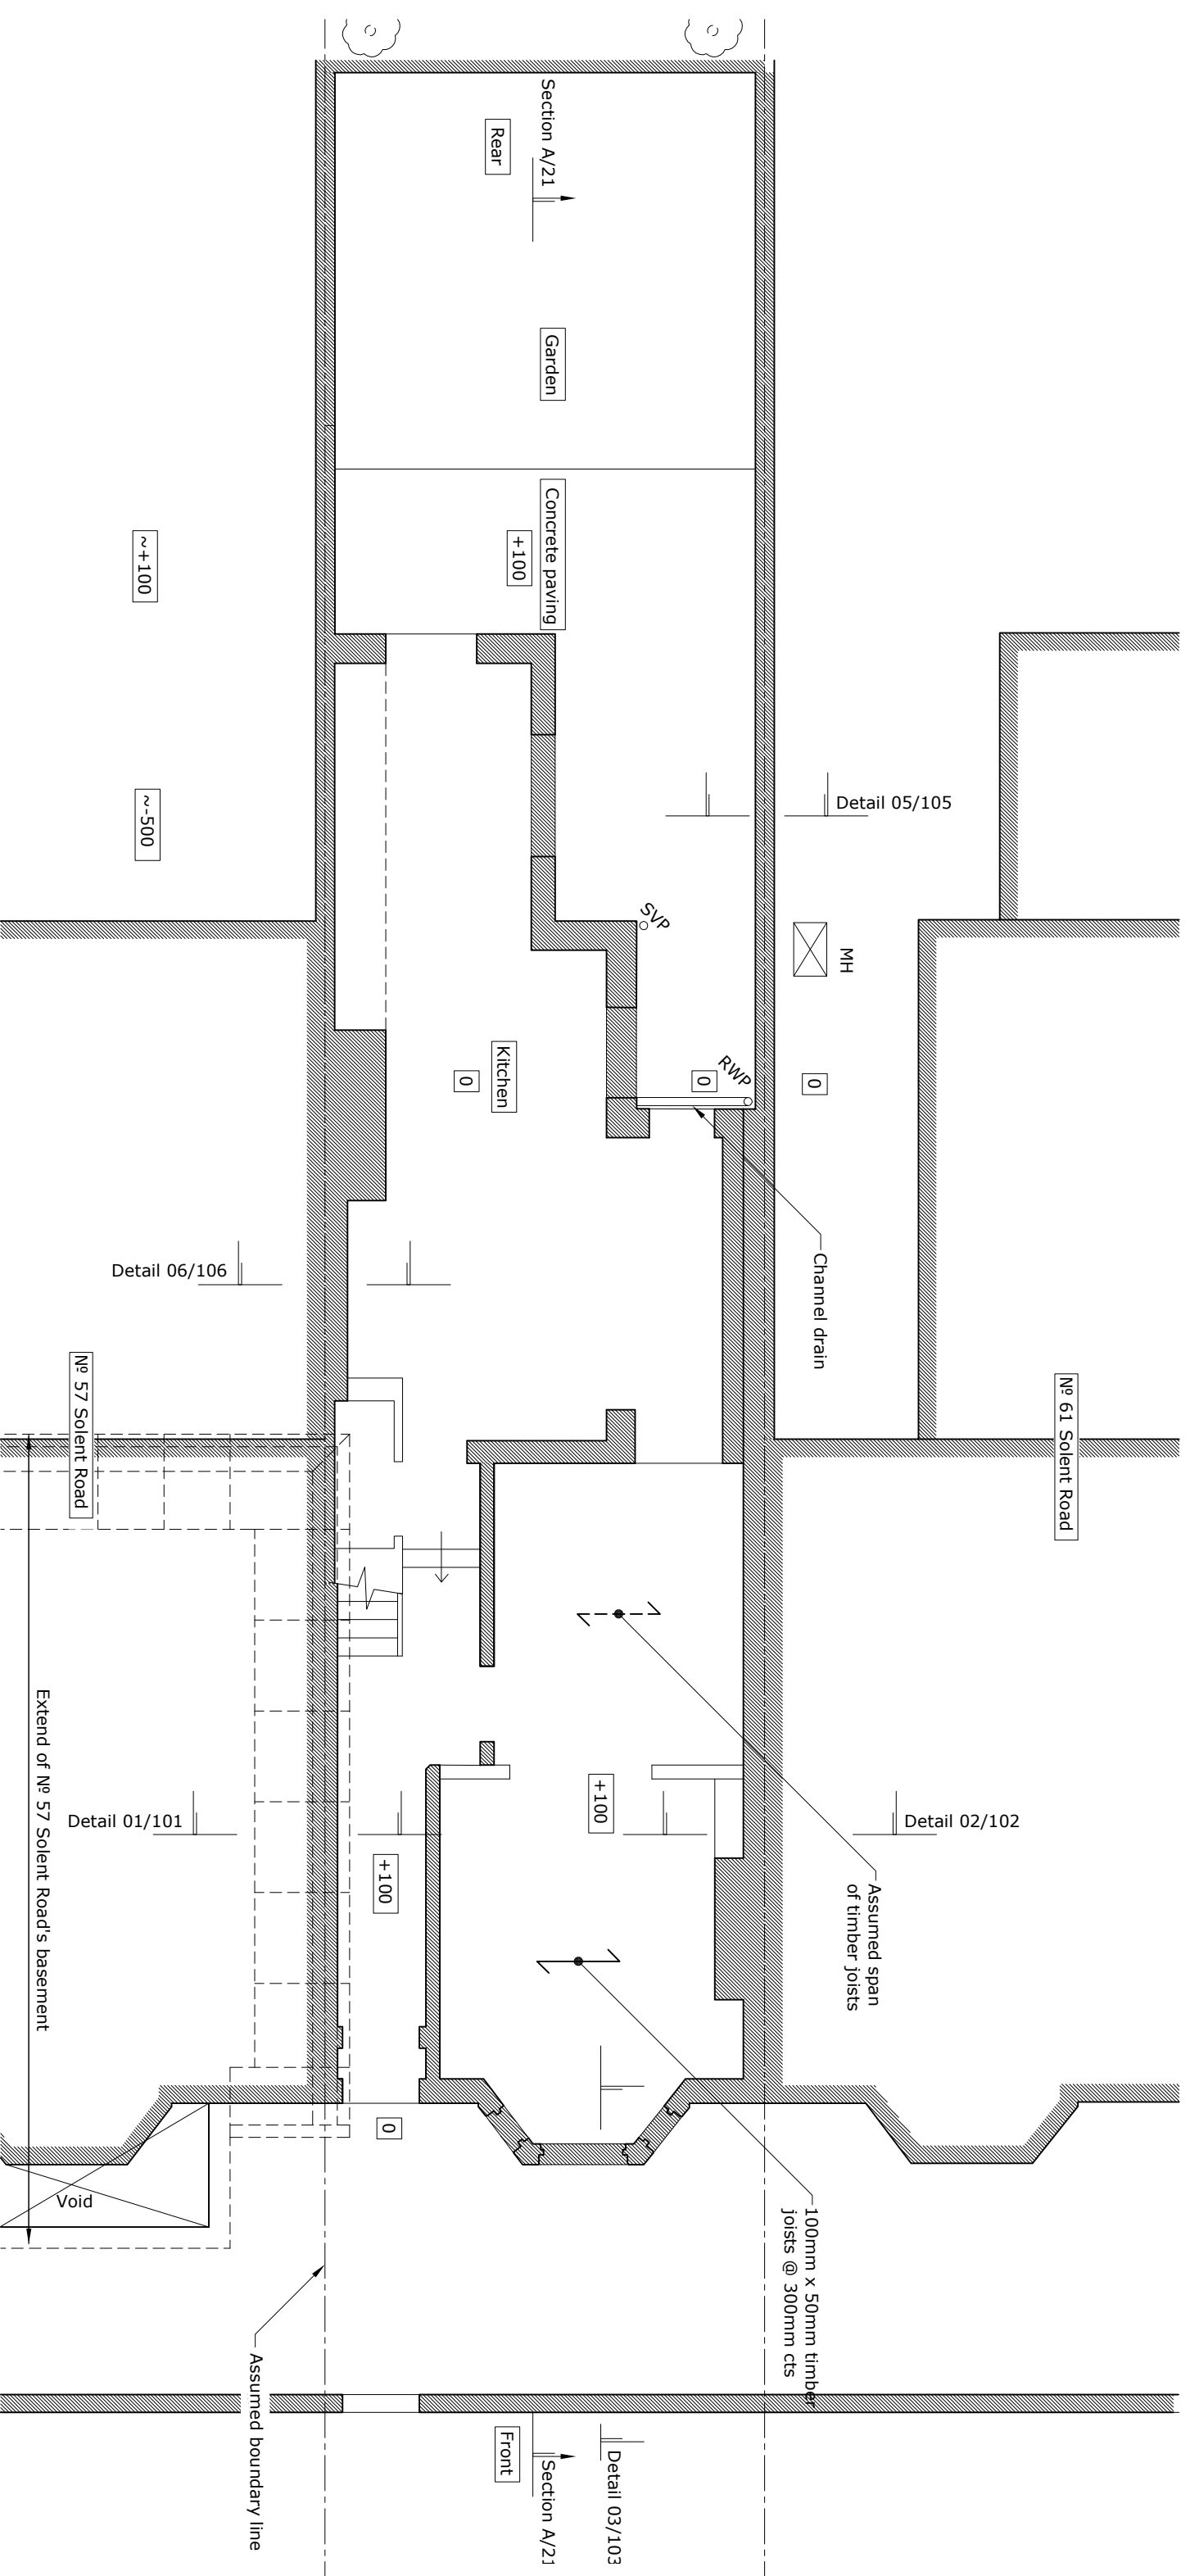 Section A/21
Rear
Garden
Concrete paving
+100
~+100
~-500
Detail 05/105
SVP
MH
Kitchen
0
RWP
0
0
Channel drain
Detail 06/106
Nº 57 Solent Road
Nº 61 Solent Road
Extend of Nº 57 Solent Road's basement
Detail 01/101
+100
+100
Detail 02/102
Assumed span
of timber joists
0
Void
100mm x 50mm timber
joists @ 300mm cts
Assumed boundary line
Front
Section A/21
Detail 03/103